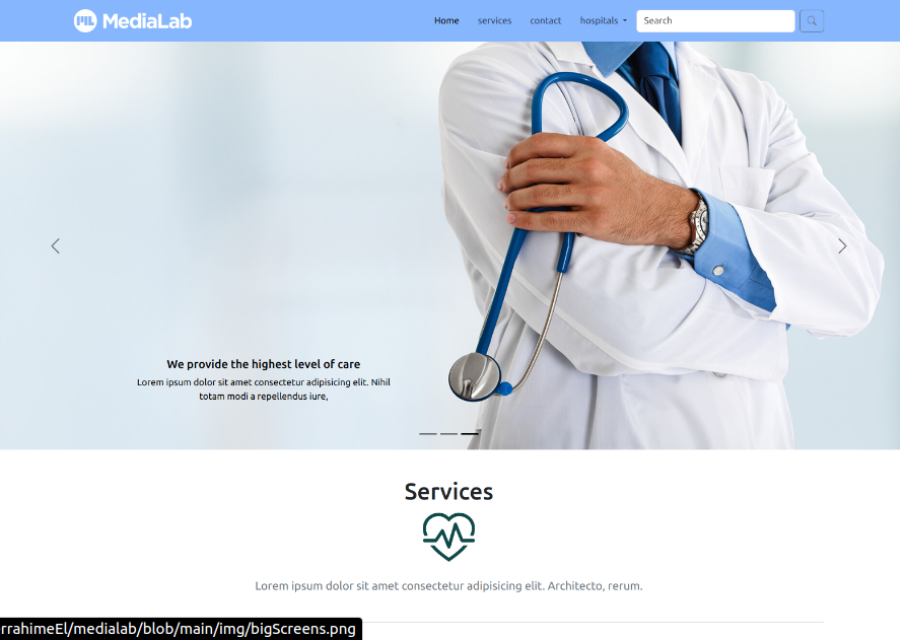 MediaLab
Home services contact hospitals Search
We provide the highest level of care
Lorem ipsum dolor sit amet consectetur adipisicing elit. Nihil
totam modi a repellendus iure,
Services
Lorem ipsum dolor sit amet consectetur adipisicing elit. Architecto, rerum.
rrahimeEl/medialab/blob/main/img/bigScreens.png